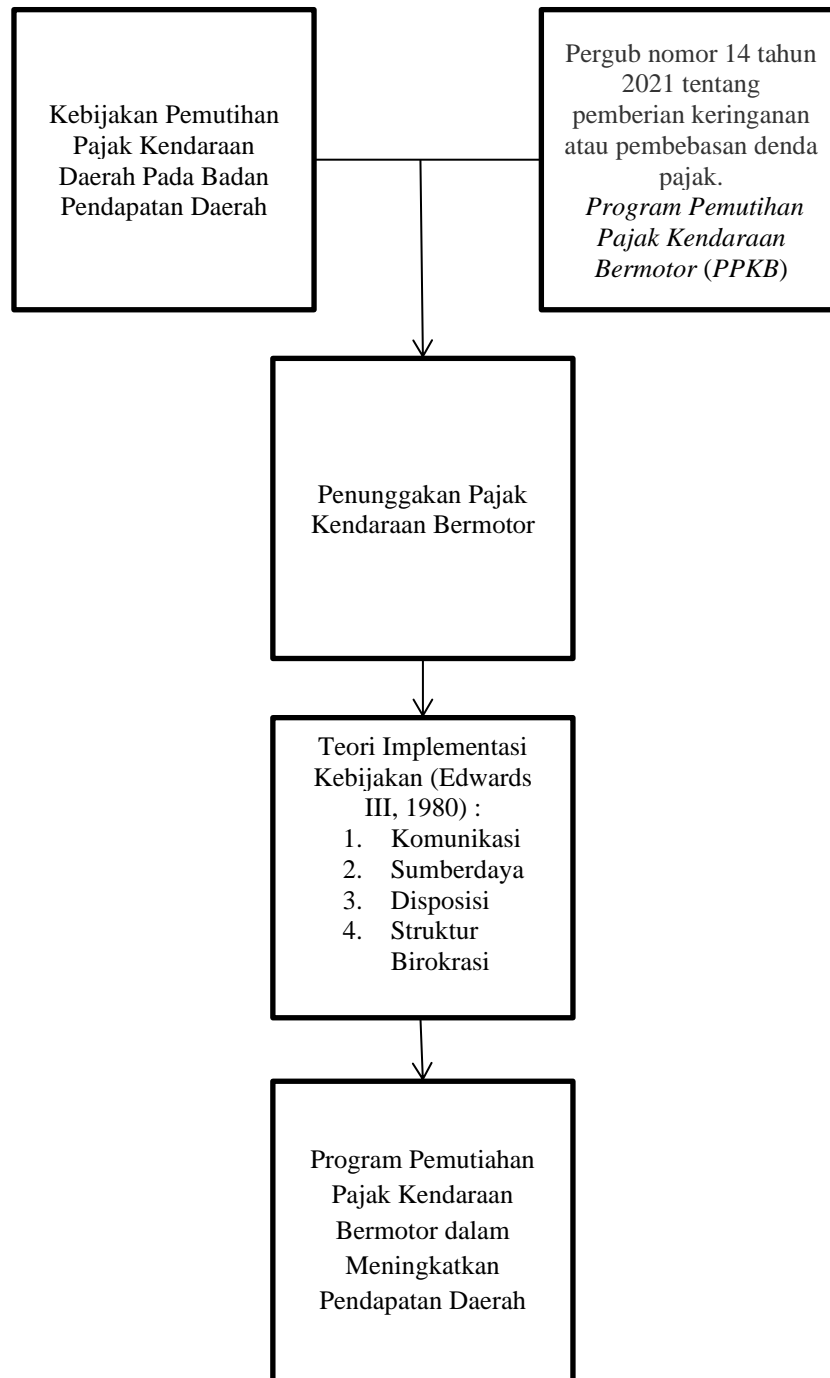 Kebijakan Pemutihan
Pajak Kendaraan
Daerah Pada Badan
Pendapatan Daerah
Pergub nomor 14 tahun
2021 tentang
pemberian keringanan
atau pembebasan denda
pajak.
Program Pemutihan
Pajak Kendaraan
Bermotor (PPKB)
Penunggakan Pajak
Kendaraan Bermotor
Teori Implementasi
Kebijakan (Edwards
III, 1980) :
1. Komunikasi
2. Sumberdaya
3. Disposisi
4. Struktur
Birokrasi
Program Pemutiahan
Pajak Kendaraan
Bermotor dalam
Meningkatkan
Pendapatan Daerah